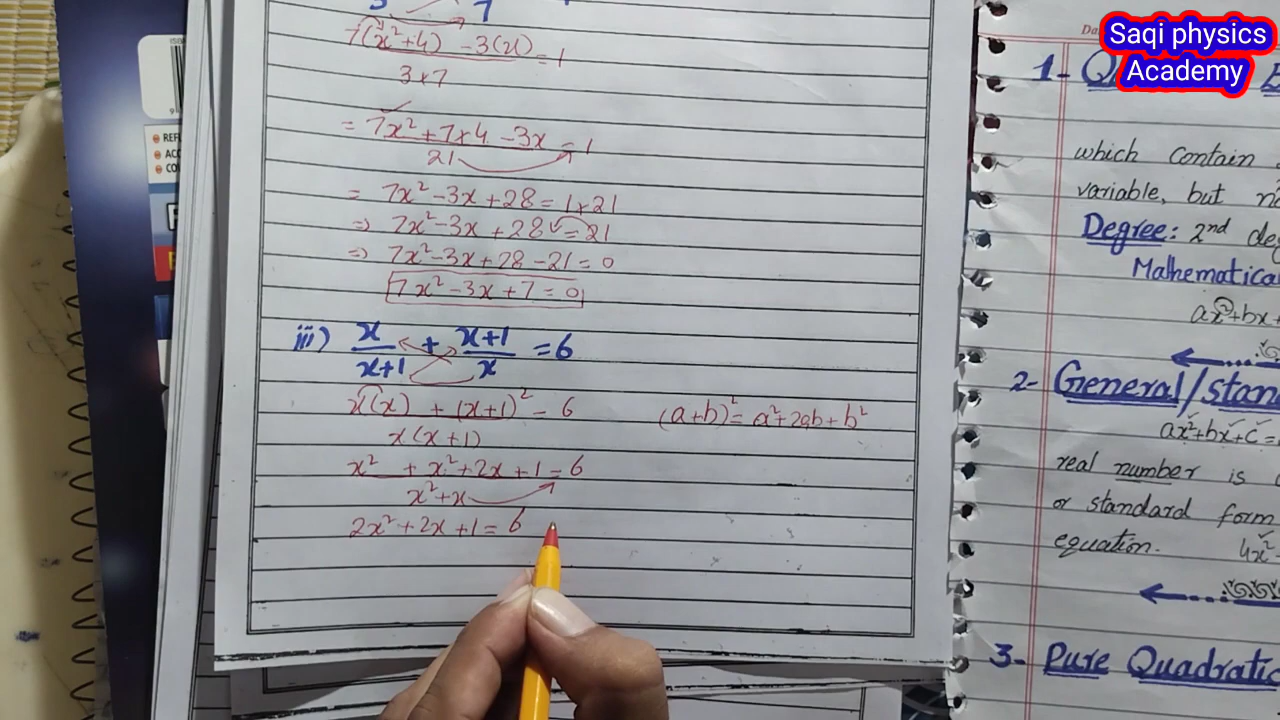 7(x²+4) -3(x) = 1
3×7
= 7x² + 7×4 - 3x = 1
21
= 7x² - 3x + 28 = 1×21
⇒ 7x² - 3x + 28 = 21
⇒ 7x² - 3x + 28 - 21 = 0
7x² - 3x + 7 = 0
iii) x/x+1 + x+1/x = 6
x(x) + (x+1)² - 6
x(x+1)
(a+b)² = a²+2ab+b²
x² + x²+2x+1 = 6
x²+x
2x² + 2x + 1 = 6
Saqi physics
Academy
1-
which contain
variable, but
Degree: 2nd
Mathematica
ax²+bx+
2- General/stan
ax²+bx+c=
real number is
or standard form
equation. 4x²
3- Pure Quadratic